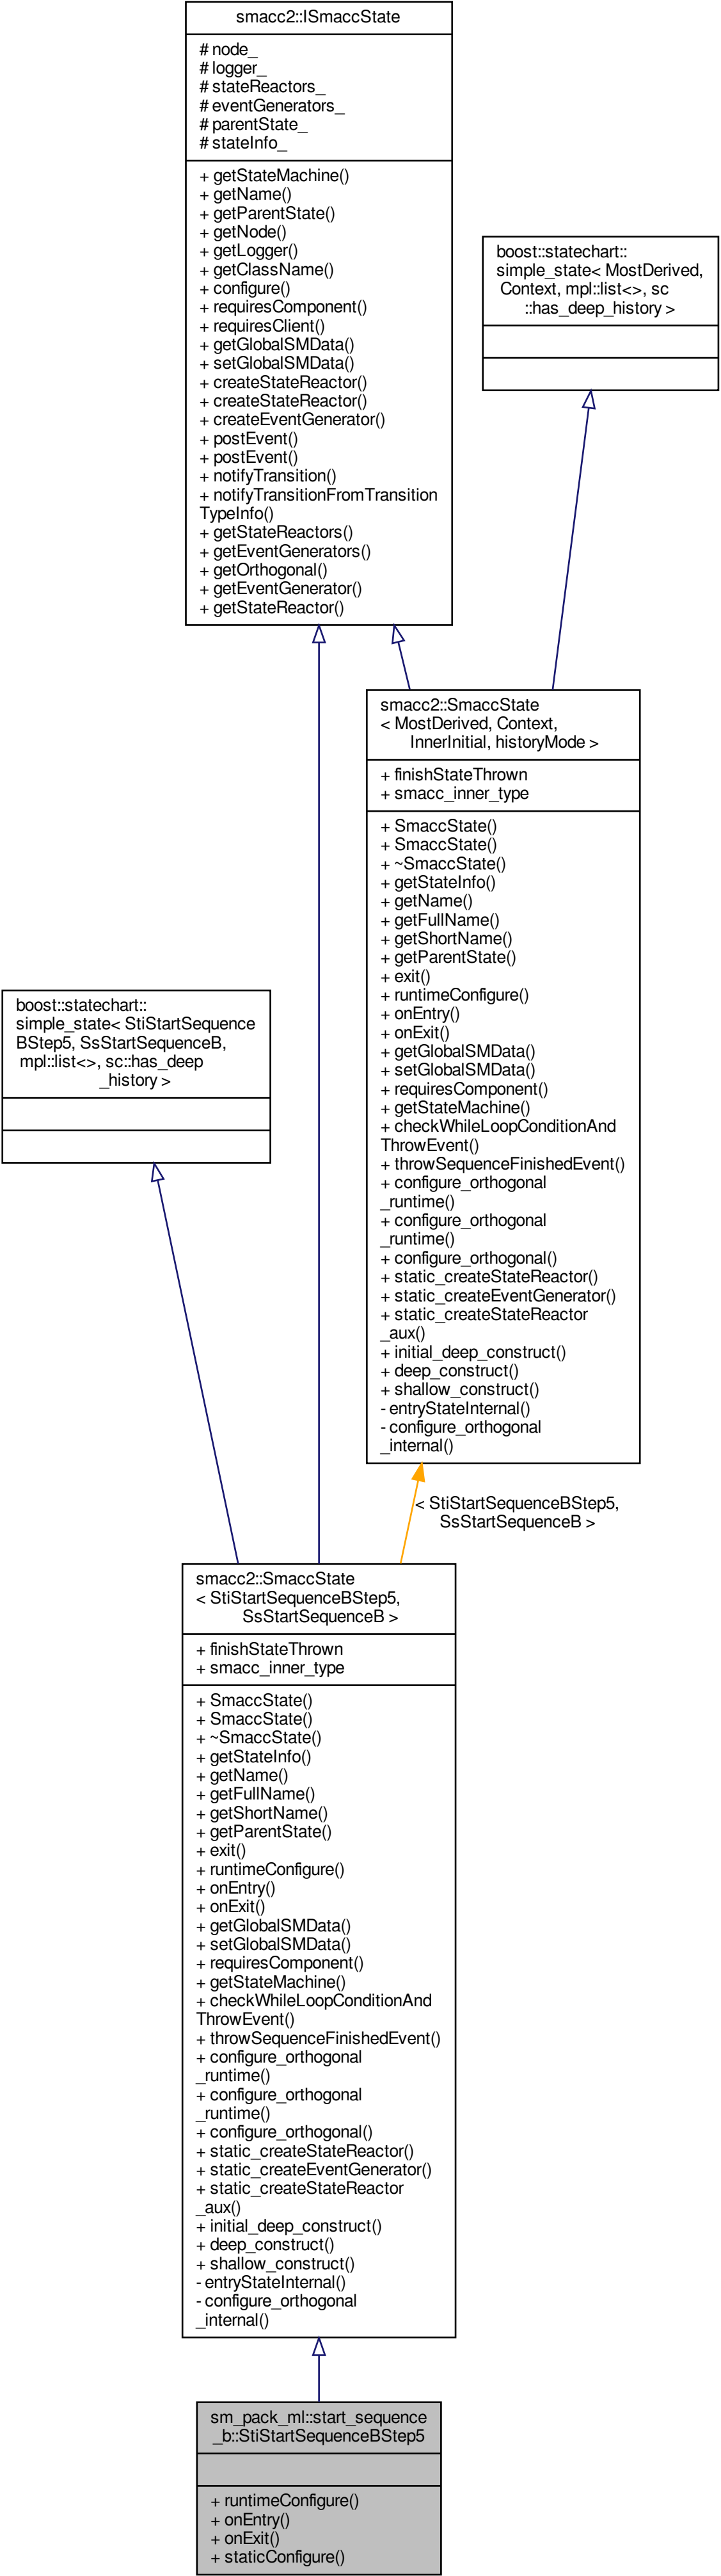 smacc2::ISmaccState
# node_
# logger_
# stateReactors_
# eventGenerators_
# parentState_
# stateInfo_
+ getStateMachine()
+ getName()
+ getParentState()
+ getNode()
+ getLogger()
+ getClassName()
+ configure()
+ requiresComponent()
+ requiresClient()
+ getGlobalSMData()
+ setGlobalSMData()
+ createStateReactor()
+ createStateReactor()
+ createEventGenerator()
+ postEvent()
+ postEvent()
+ notifyTransition()
+ notifyTransitionFromTransition
TypeInfo()
+ getStateReactors()
+ getEventGenerators()
+ getOrthogonal()
+ getEventGenerator()
+ getStateReactor()
boost::statechart::
simple_state< MostDerived,
Context, mpl::list<>, sc
::has_deep_history >
smacc2::SmaccState
< MostDerived, Context,
InnerInitial, historyMode >
+ finishStateThrown
+ smacc_inner_type
+ SmaccState()
+ SmaccState()
+ ~SmaccState()
+ getStateInfo()
+ getName()
+ getFullName()
+ getShortName()
+ getParentState()
+ exit()
+ runtimeConfigure()
+ onEntry()
+ onExit()
+ getGlobalSMData()
+ setGlobalSMData()
+ requiresComponent()
+ getStateMachine()
+ checkWhileLoopConditionAnd
ThrowEvent()
+ throwSequenceFinishedEvent()
+ configure_orthogonal
_runtime()
+ configure_orthogonal
_runtime()
+ configure_orthogonal()
+ static_createStateReactor()
+ static_createEventGenerator()
+ static_createStateReactor
_aux()
+ initial_deep_construct()
+ deep_construct()
+ shallow_construct()
- entryStateInternal()
- configure_orthogonal
_internal()
boost::statechart::
simple_state< StiStartSequence
BStep5, SsStartSequenceB,
mpl::list<>, sc::has_deep
_history >
< StiStartSequenceBStep5,
SsStartSequenceB >
smacc2::SmaccState
< StiStartSequenceBStep5,
SsStartSequenceB >
+ finishStateThrown
+ smacc_inner_type
+ SmaccState()
+ SmaccState()
+ ~SmaccState()
+ getStateInfo()
+ getName()
+ getFullName()
+ getShortName()
+ getParentState()
+ exit()
+ runtimeConfigure()
+ onEntry()
+ onExit()
+ getGlobalSMData()
+ setGlobalSMData()
+ requiresComponent()
+ getStateMachine()
+ checkWhileLoopConditionAnd
ThrowEvent()
+ throwSequenceFinishedEvent()
+ configure_orthogonal
_runtime()
+ configure_orthogonal
_runtime()
+ configure_orthogonal()
+ static_createStateReactor()
+ static_createEventGenerator()
+ static_createStateReactor
_aux()
+ initial_deep_construct()
+ deep_construct()
+ shallow_construct()
- entryStateInternal()
- configure_orthogonal
_internal()
sm_pack_ml::start_sequence
_b::StiStartSequenceBStep5
+ runtimeConfigure()
+ onEntry()
+ onExit()
+ staticConfigure()